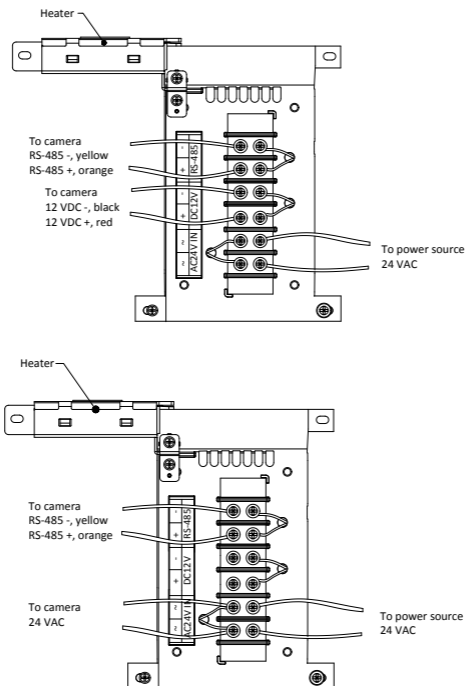 Heater
To camera
RS-485 -, yellow
RS-485 +, orange
To camera
12 VDC -, black
12 VDC +, red
- + RS-485
- + DC12V
~ ~ AC24V IN
To power source
24 VAC
Heater
To camera
RS-485 -, yellow
RS-485 +, orange
To camera
24 VAC
- + RS-485
- + DC12V
~ ~ AC24V IN
To power source
24 VAC